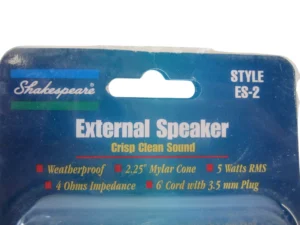 Shakespeare
STYLE
ES-2
External Speaker
Crisp Clean Sound
• Weatherproof • 2.25" Mylar Cone • 5 Watts RMS
• 4 Ohms impedance • 6' Cord with 3.5 mm Plug